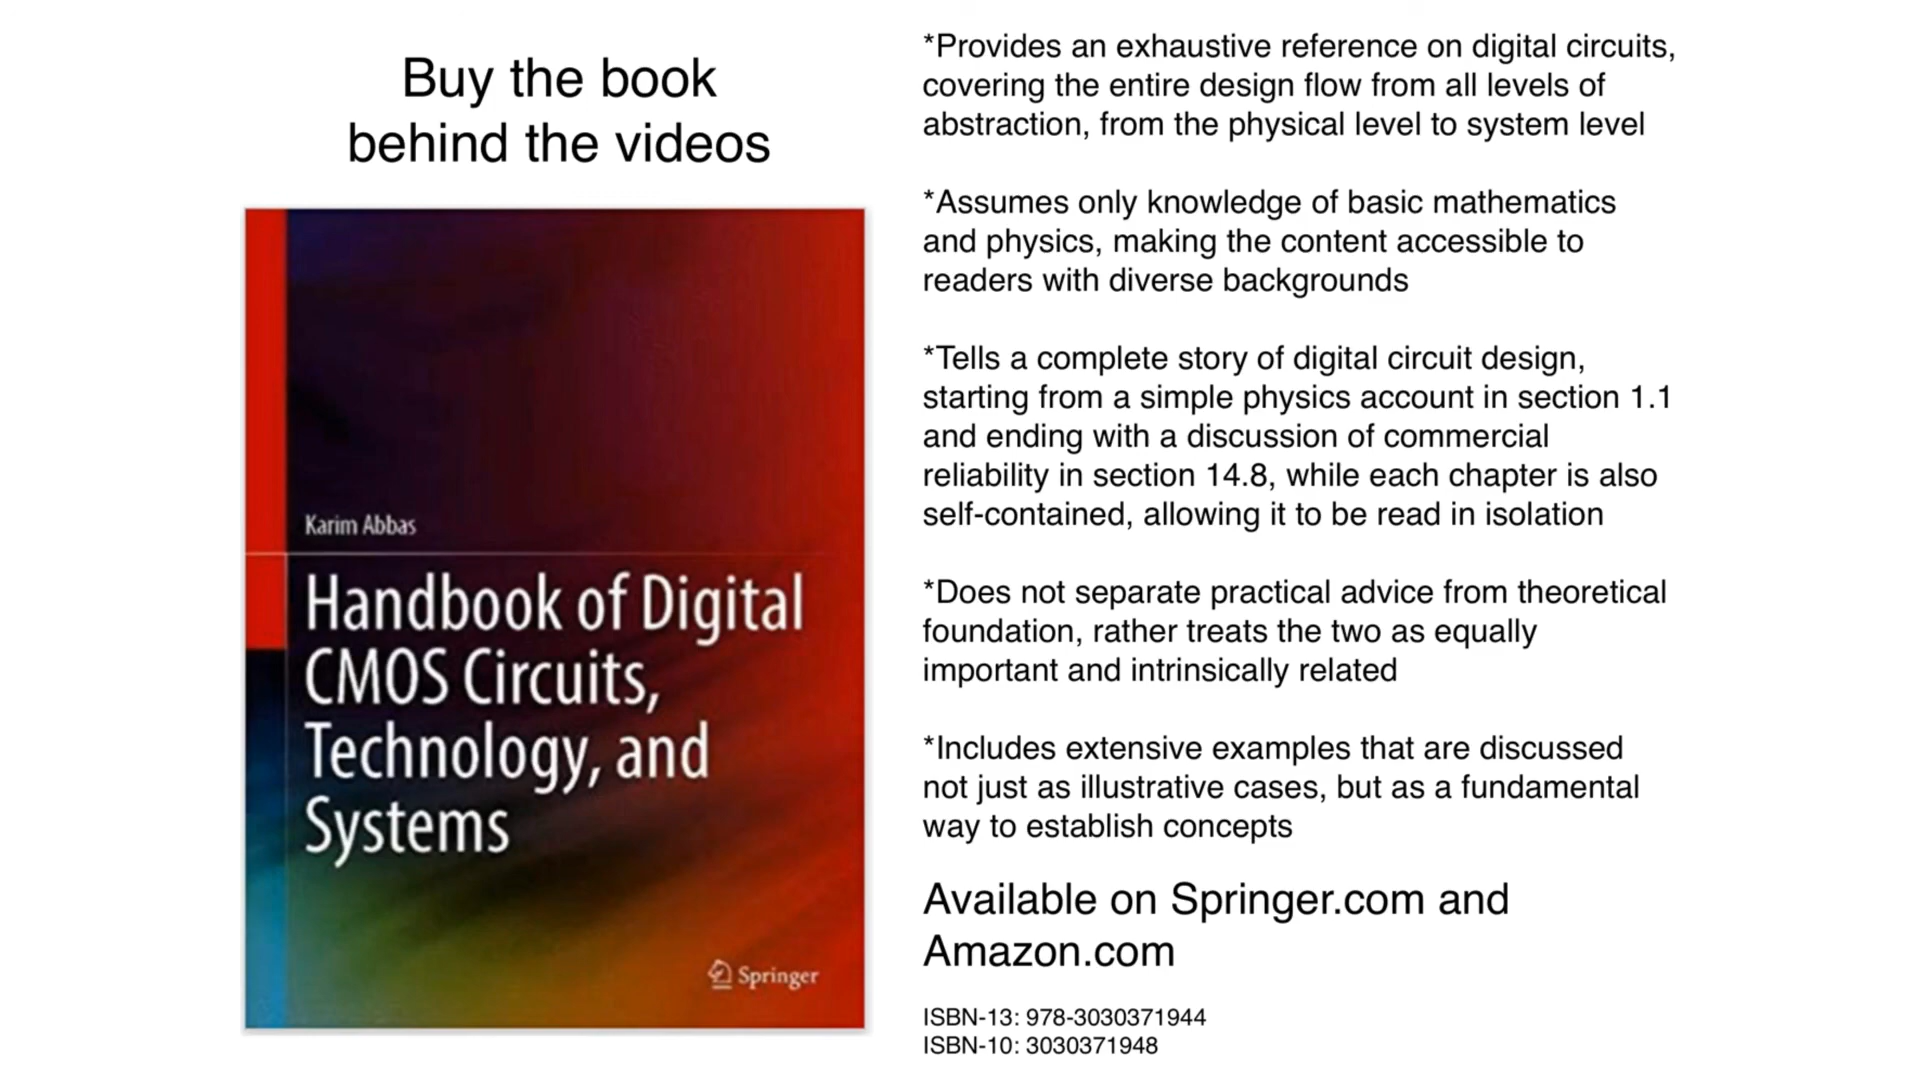 Buy the book
behind the videos
Karim Abbas
Handbook of Digital
CMOS Circuits,
Technology, and
Systems
Springer
*Provides an exhaustive reference on digital circuits,
covering the entire design flow from all levels of
abstraction, from the physical level to system level
*Assumes only knowledge of basic mathematics
and physics, making the content accessible to
readers with diverse backgrounds
*Tells a complete story of digital circuit design,
starting from a simple physics account in section 1.1
and ending with a discussion of commercial
reliability in section 14.8, while each chapter is also
self-contained, allowing it to be read in isolation
*Does not separate practical advice from theoretical
foundation, rather treats the two as equally
important and intrinsically related
*Includes extensive examples that are discussed
not just as illustrative cases, but as a fundamental
way to establish concepts
Available on Springer.com and
Amazon.com
ISBN-13: 978-3030371944
ISBN-10: 3030371948